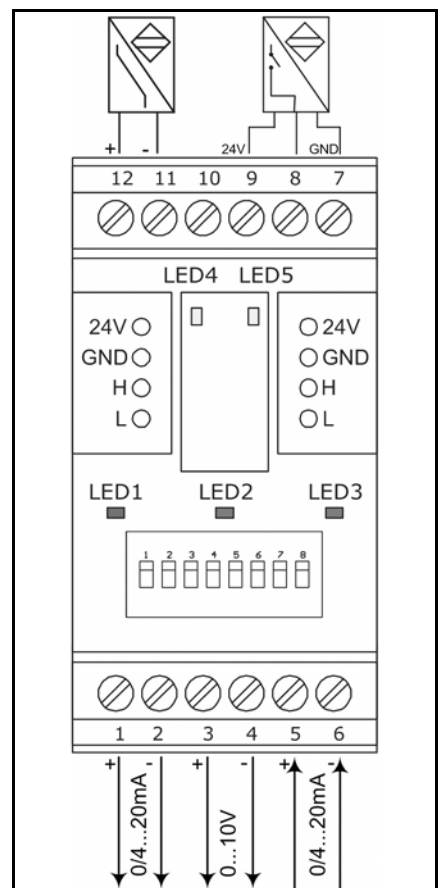 + - 24V GND
12 11 10 9 8 7
LED4 LED5
24V 24V
GND GND
H H
L L
LED1 LED2 LED3
1 2 3 4 5 6 7 8
1 2 3 4 5 6
+ - + - + -
0/4...20mA 0...10V 0/4...20mA